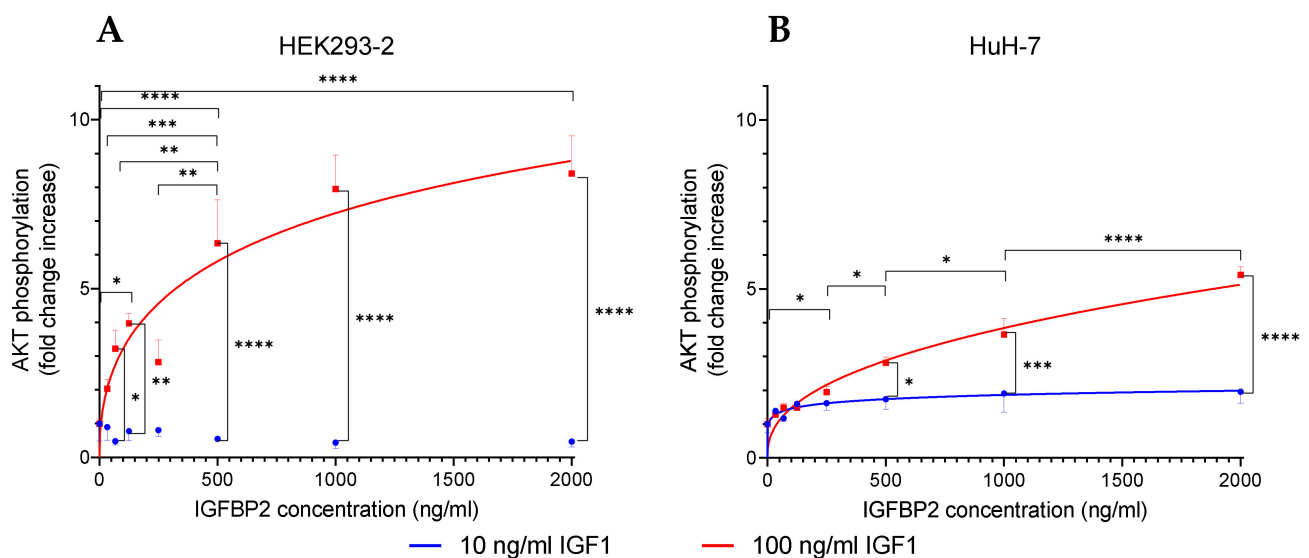 A
HEK293-2
AKT phosphorylation
(fold change increase)
10
5
0
****
****
***
**
**
*
*
**
****
****
****
0 500 1000 1500 2000
IGFBP2 concentration (ng/ml)
B
HuH-7
AKT phosphorylation
(fold change increase)
10
5
0
****
*
*
*
*
***
****
0 500 1000 1500 2000
IGFBP2 concentration (ng/ml)
10 ng/ml IGF1 100 ng/ml IGF1